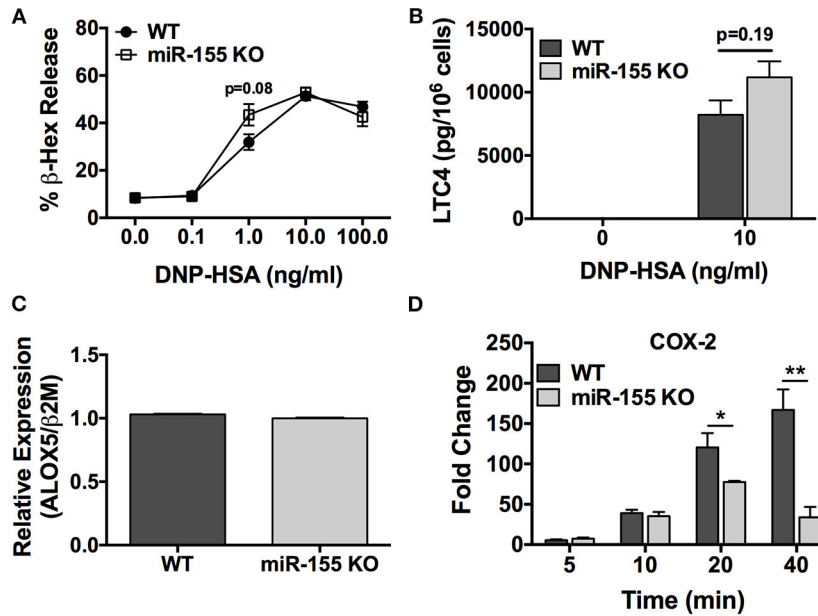 A
WT
miR-155 KO
p=0.08
% β-Hex Release
80
60
40
20
0
0.0 0.1 1.0 10.0 100.0
DNP-HSA (ng/ml)
B
WT
miR-155 KO
p=0.19
LTC4 (pg/10⁶ cells)
15000
10000
5000
0
0 10
DNP-HSA (ng/ml)
C
Relative Expression
(ALOX5/β2M)
1.5
1.0
0.5
0.0
WT miR-155 KO
D
COX-2
WT
miR-155 KO
* **
Fold Change
250
200
150
100
50
0
5 10 20 40
Time (min)